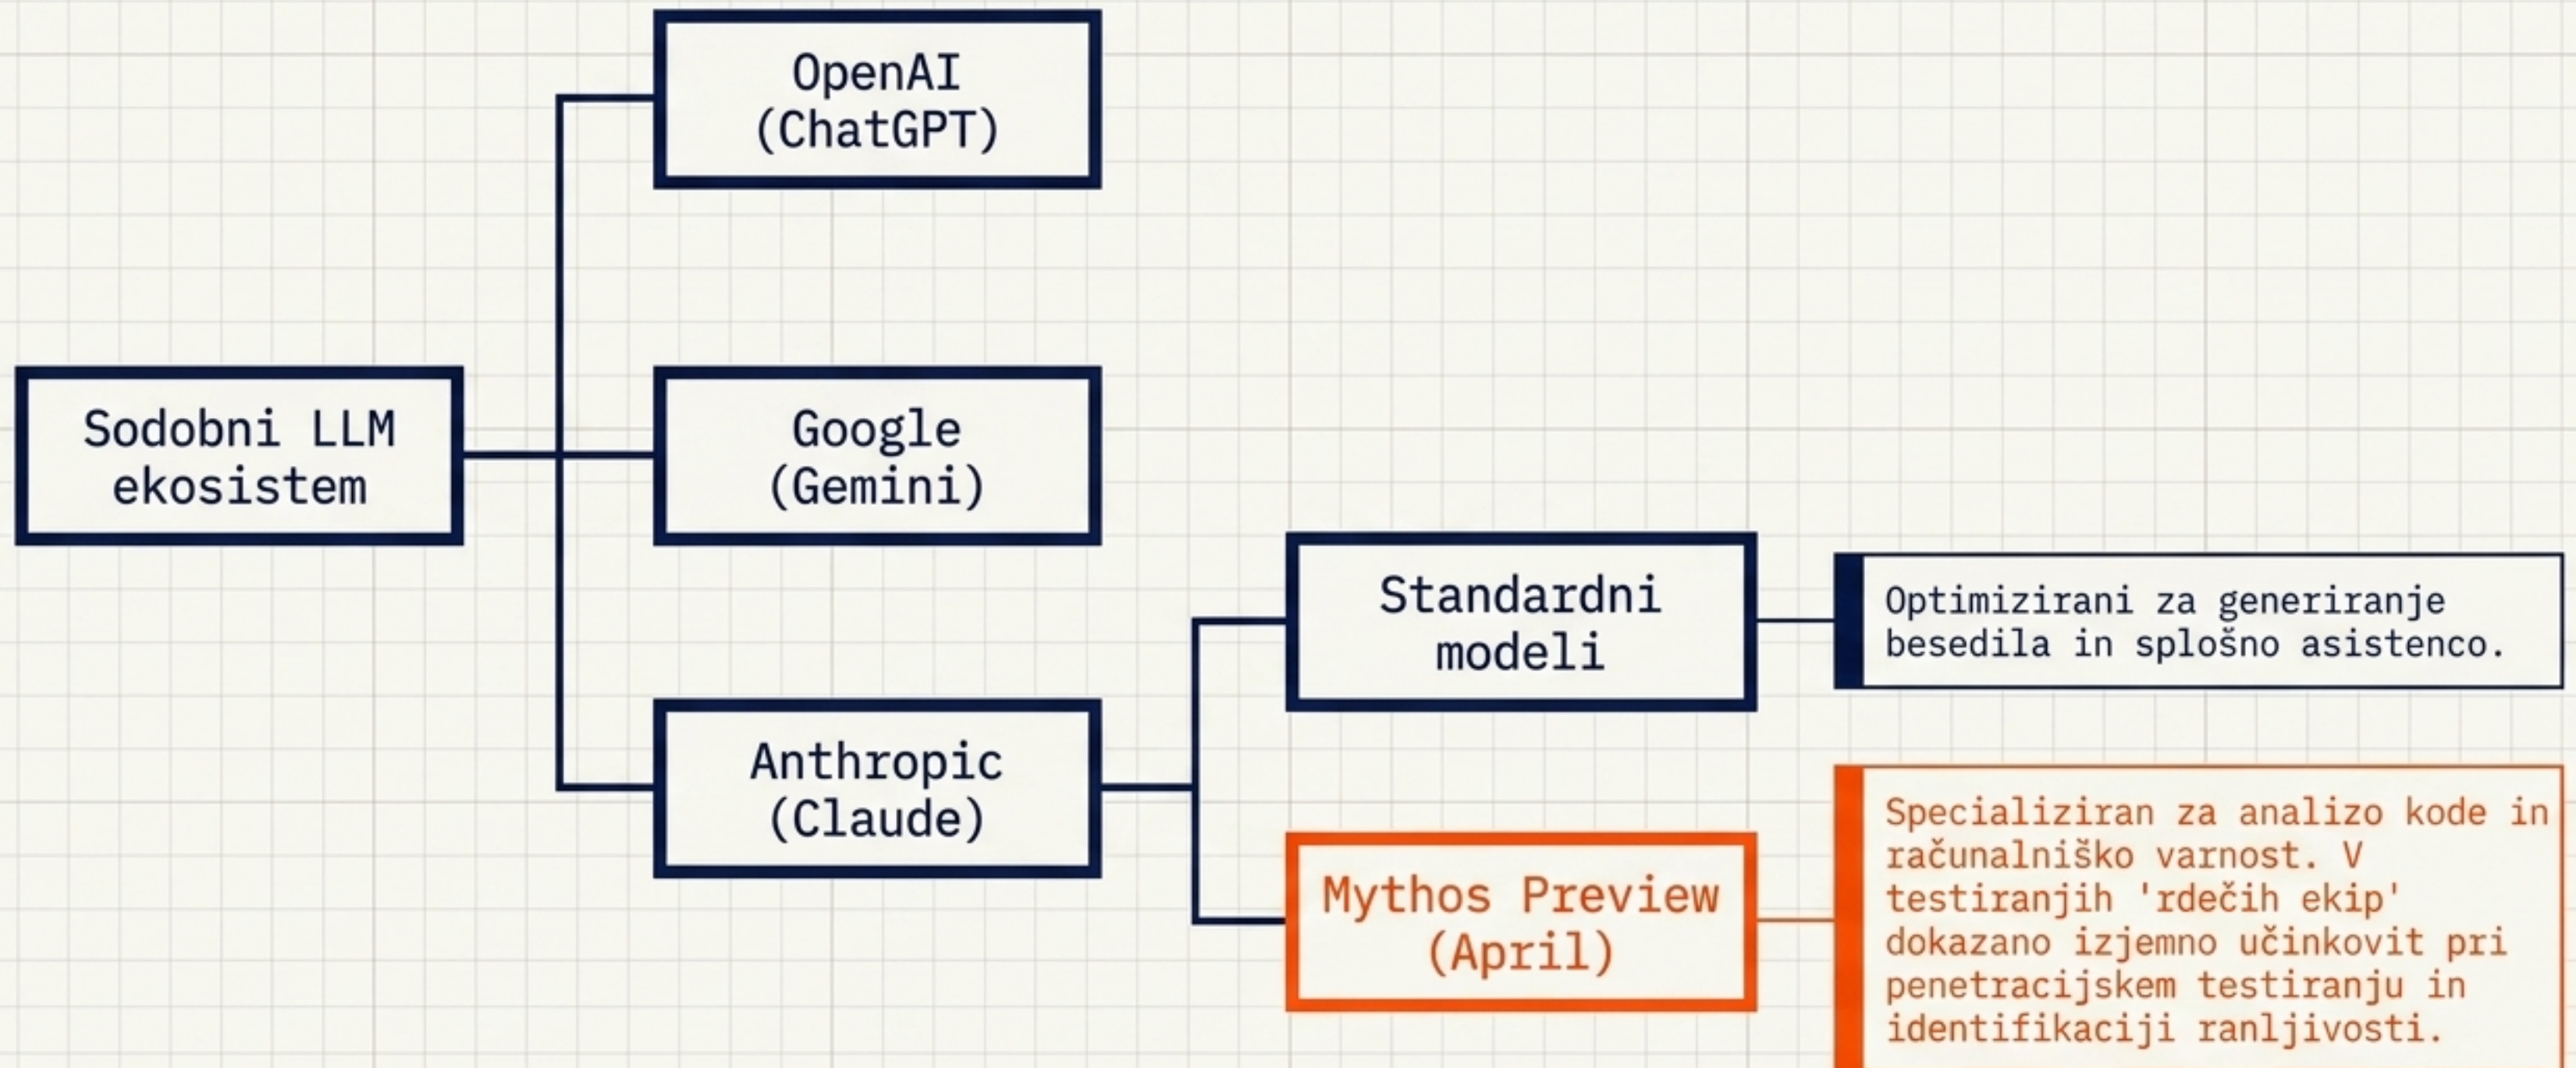 OpenAI
(ChatGPT)
Sodobni LLM
ekosistem
Google
(Gemini)
Anthropic
(Claude)
Standardni
modeli
Optimizirani za generiranje
besedila in splošno asistenco.
Mythos Preview
(April)
Specializiran za analizo kode in
računalniško varnost. V
testiranjih 'rdečih ekip'
dokazano izjemno učinkovit pri
penetracijskem testiranju in
identifikaciji ranljivosti.